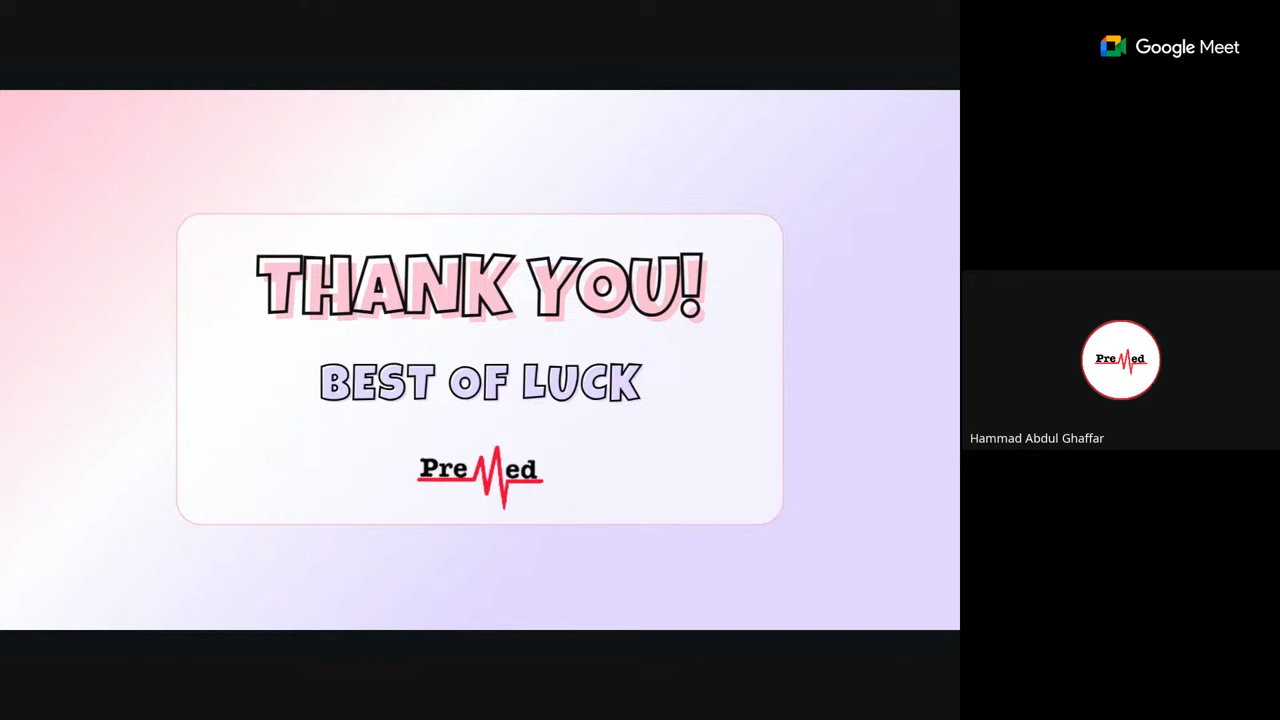 Google Meet
THANK YOU!
BEST OF LUCK
PreMed
PreMed
Hammad Abdul Ghaffar